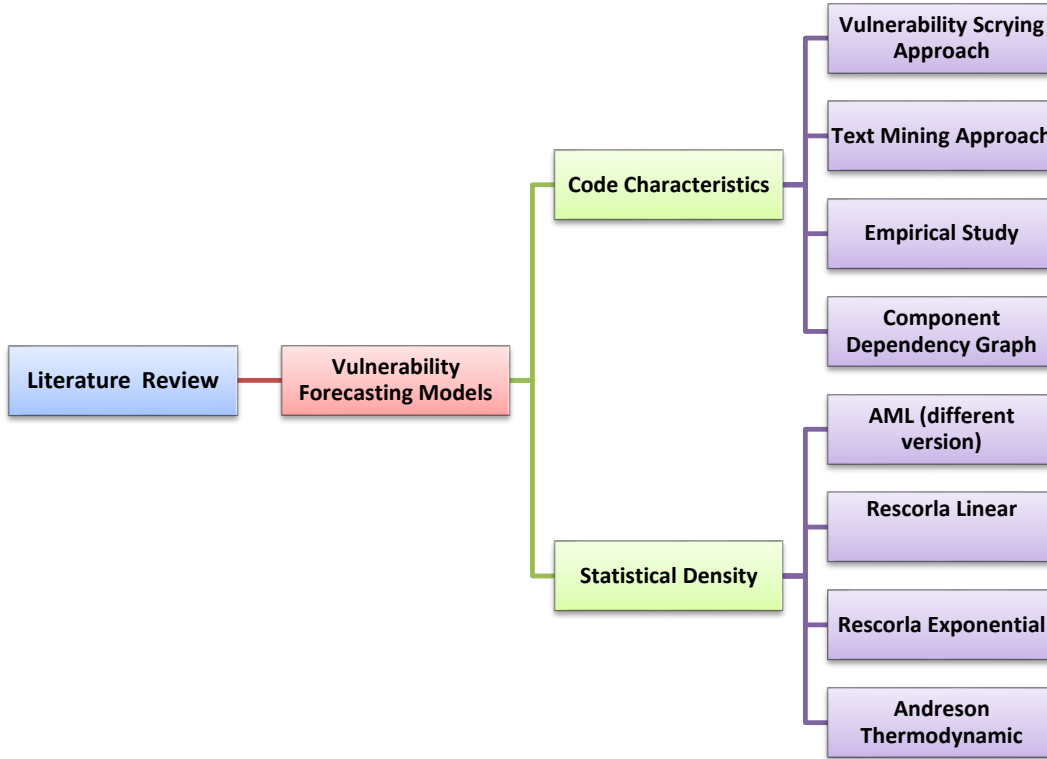 Vulnerability Scrying
Approach
Text Mining Approach
Code Characteristics
Empirical Study
Component
Dependency Graph
Literature Review
Vulnerability
Forecasting Models
AML (different
version)
Rescorla Linear
Statistical Density
Rescorla Exponential
Andreson
Thermodynamic